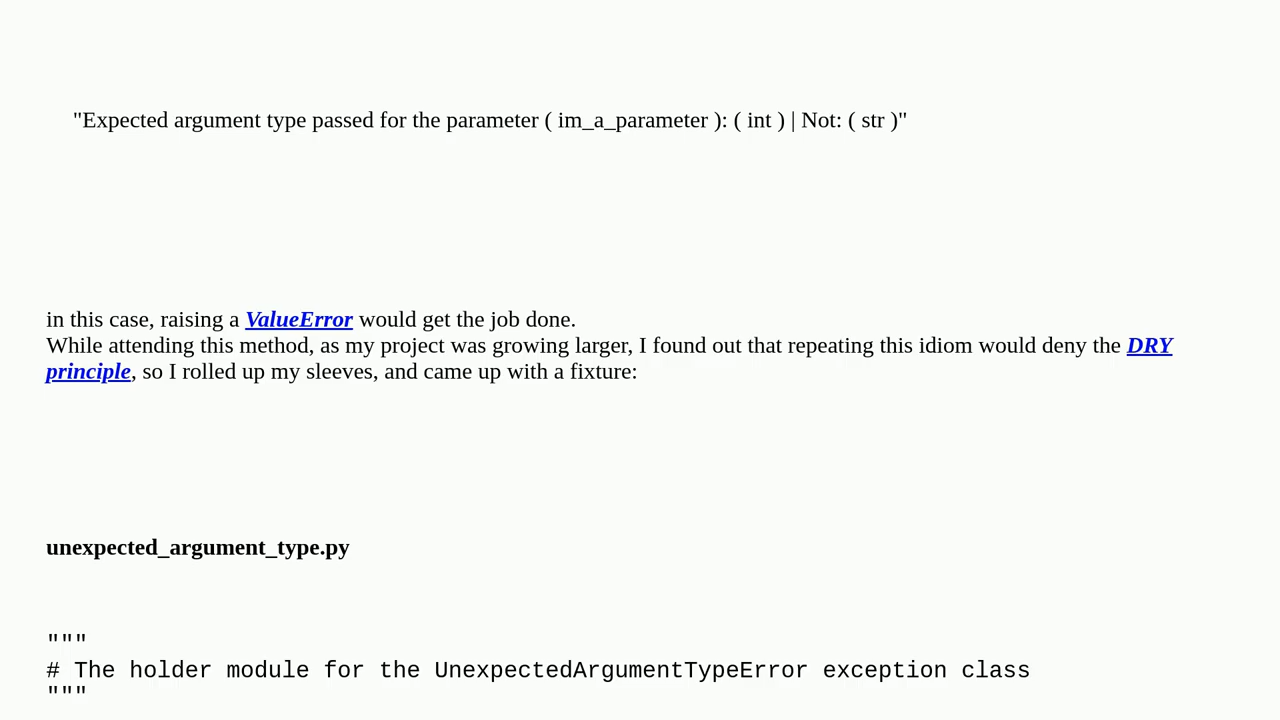 "Expected argument type passed for the parameter ( im_a_parameter ): ( int ) | Not: ( str )"
in this case, raising a ValueError would get the job done.
While attending this method, as my project was growing larger, I found out that repeating this idiom would deny the DRY
principle, so I rolled up my sleeves, and came up with a fixture:
unexpected_argument_type.py
"""
# The holder module for the UnexpectedArgumentTypeError exception class
"""